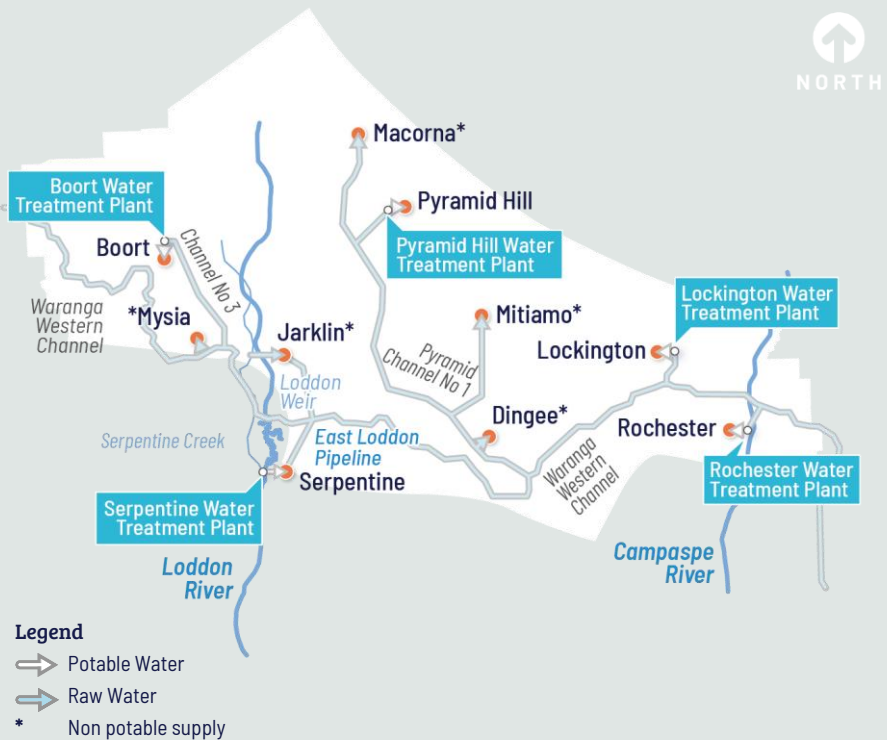 NORTH
Macorna*
Boort Water
Treatment Plant
Pyramid Hill
Boort
Channel No 3
Pyramid Hill Water
Treatment Plant
Lockington Water
Treatment Plant
Waranga
Western
Channel
*Mysia
Jarklin*
Mitiamo*
Lockington
Pyramid
Channel No 1
Loddon
Weir
Dingee*
Rochester
Serpentine Creek
East Loddon
Pipeline
Waranga
Western
Channel
Serpentine
Rochester Water
Treatment Plant
Serpentine Water
Treatment Plant
Loddon
River
Campaspe
River
Legend
Potable Water
Raw Water
* Non potable supply